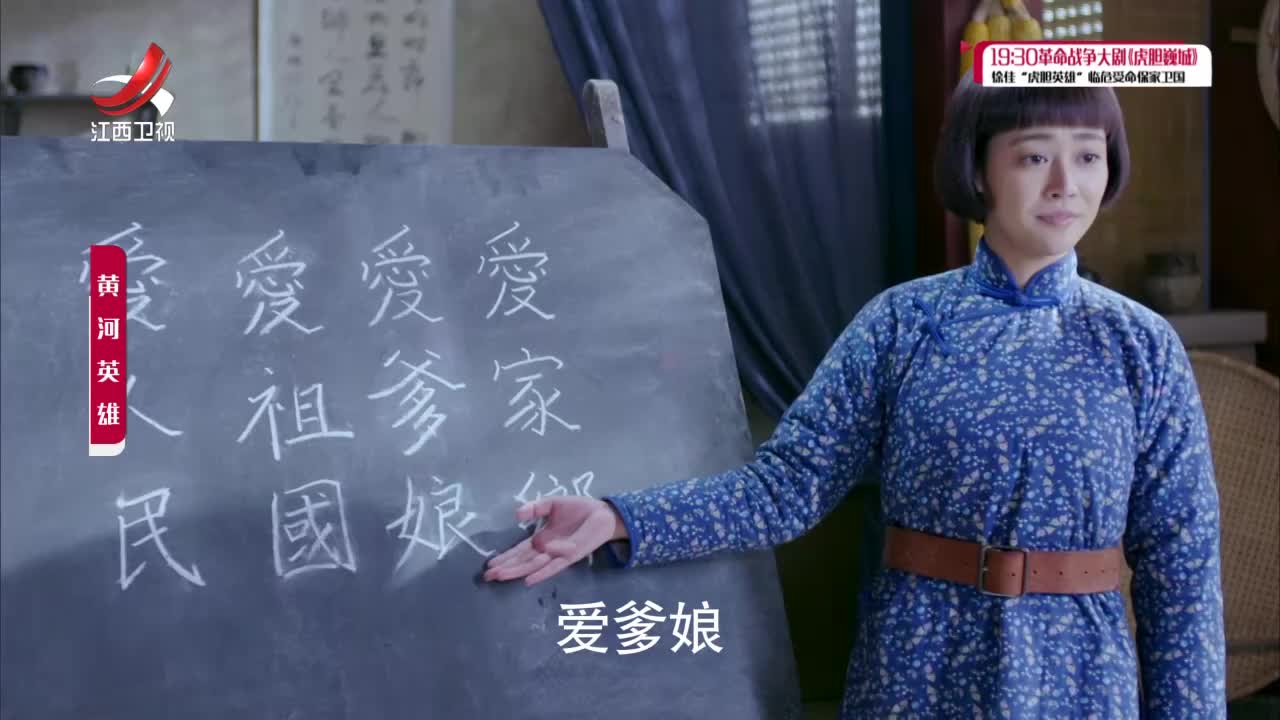 江西卫视
19:30革命战争大剧《虎胆巍城》
徐佳“虎胆英雄”临危受命保家卫国
黄河英雄
愛家鄉
愛爹娘
愛祖國
愛人民
爱爹娘